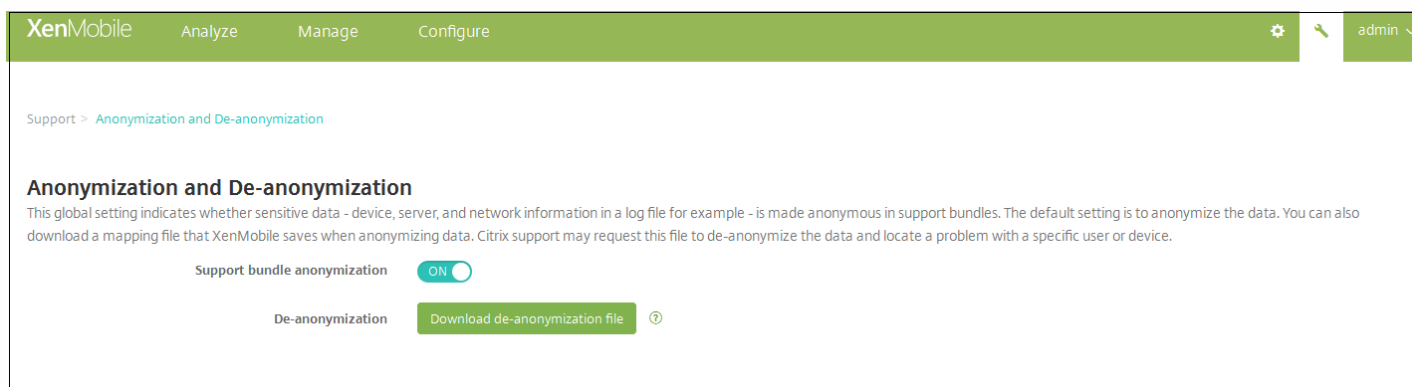 XenMobile Analyze Manage Configure admin
Support > Anonymization and De-anonymization
Anonymization and De-anonymization
This global setting indicates whether sensitive data - device, server, and network information in a log file for example - is made anonymous in support bundles. The default setting is to anonymize the data. You can also
download a mapping file that XenMobile saves when anonymizing data. Citrix support may request this file to de-anonymize the data and locate a problem with a specific user or device.
Support bundle anonymization ON
De-anonymization Download de-anonymization file ?